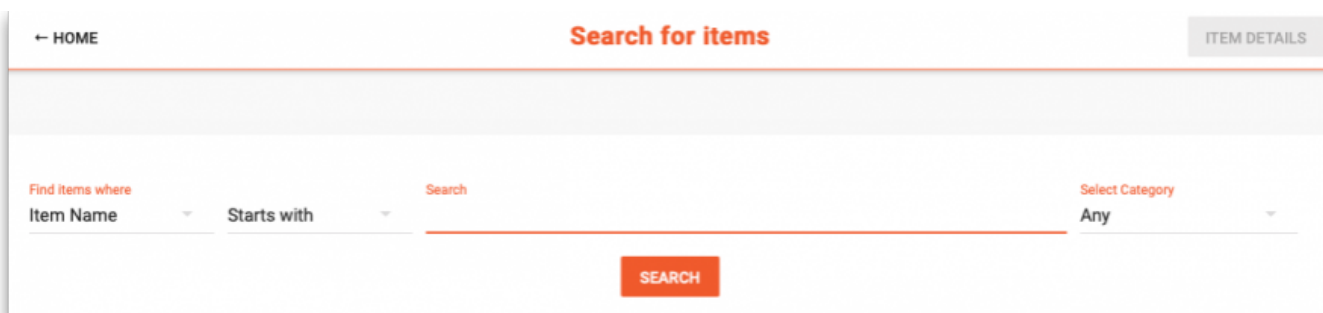 ← HOME
Search for items
ITEM DETAILS
Find items where
Item Name
Starts with
Search
Select Category
Any
SEARCH